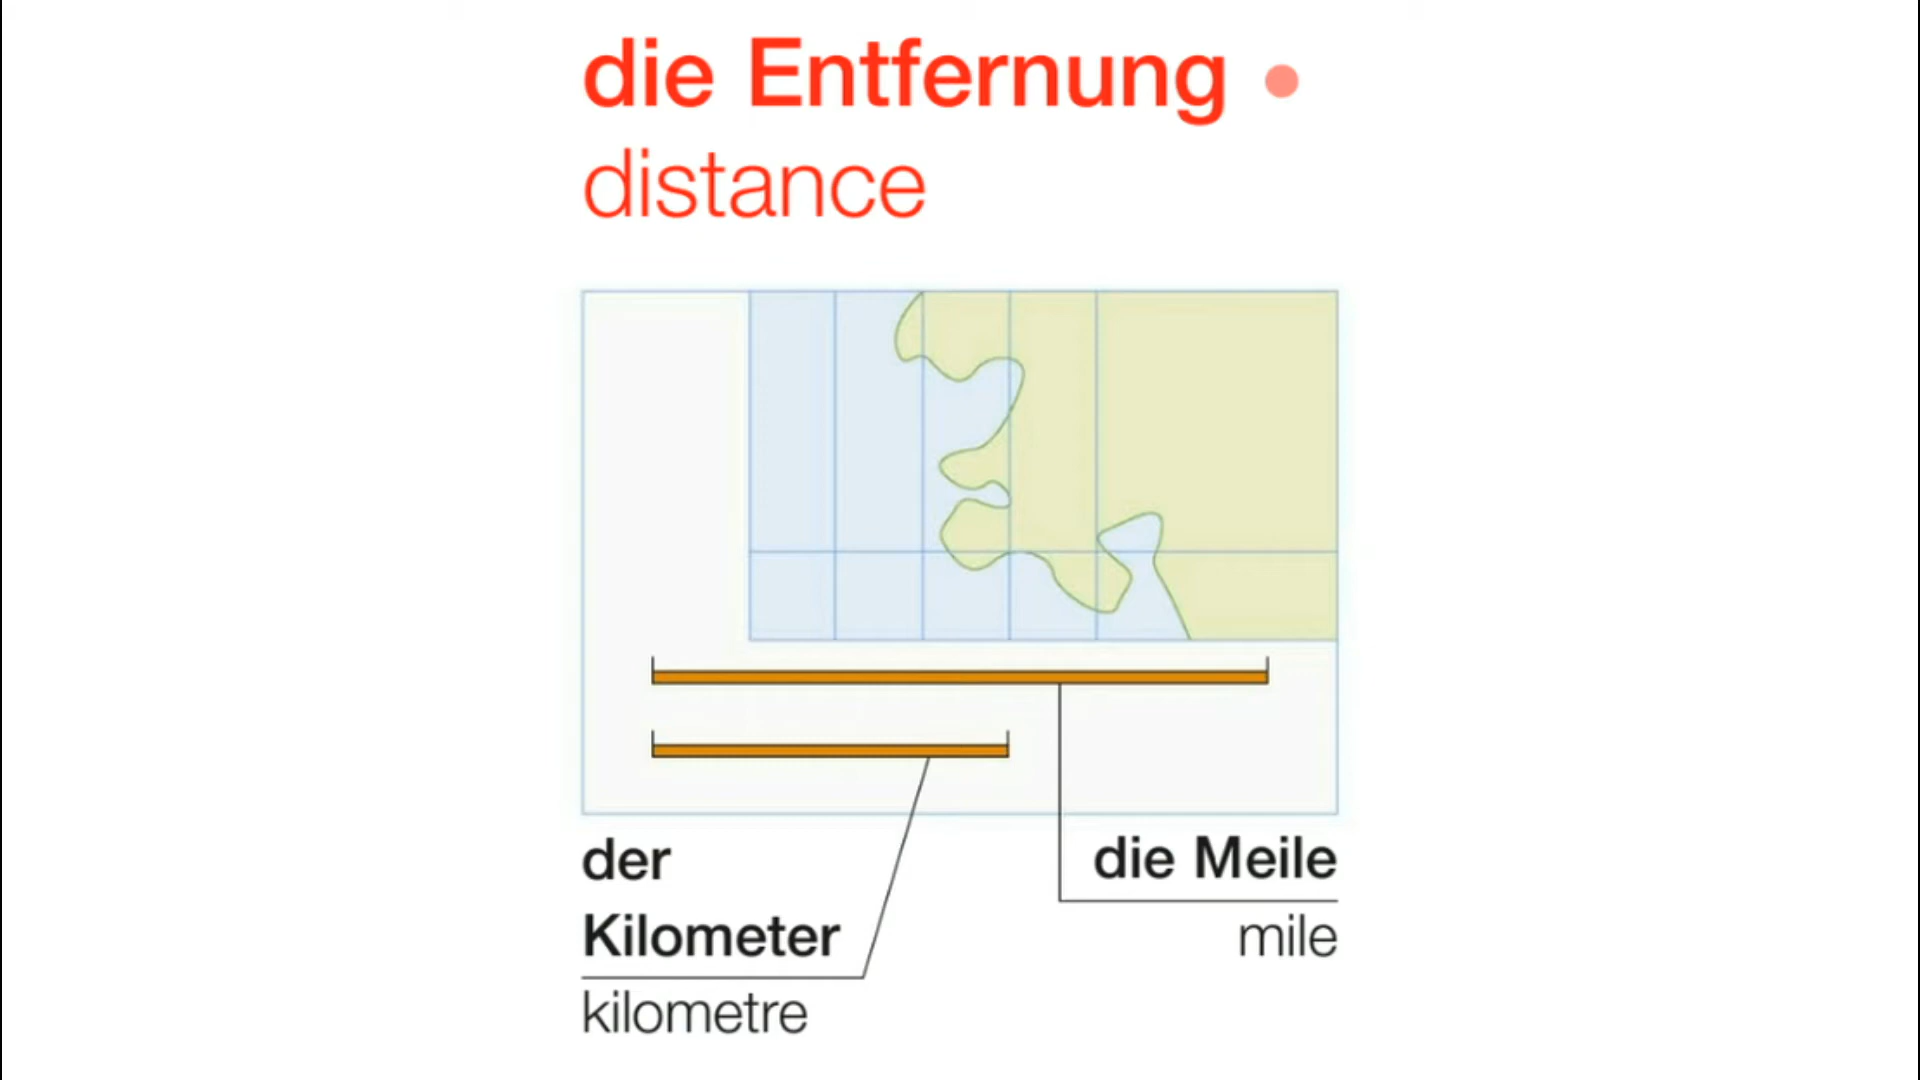 die Entfernung •
distance
der
Kilometer
kilometre
die Meile
mile